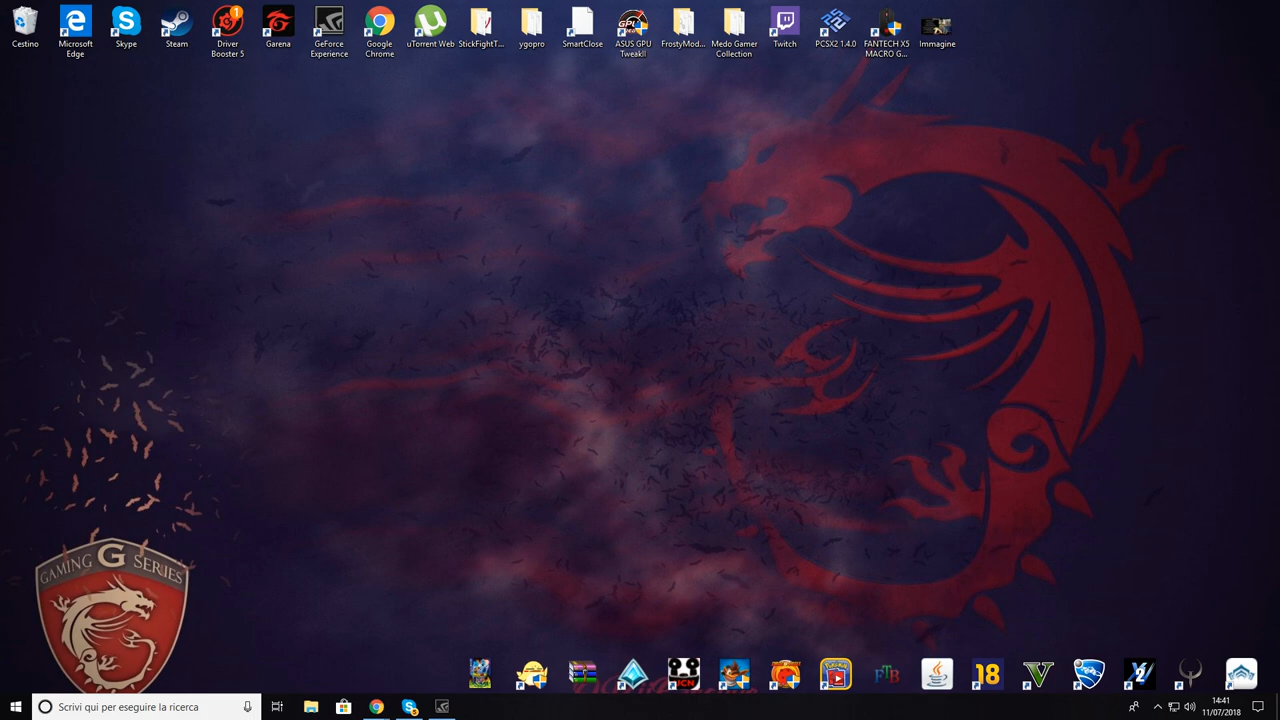 Cestino
Microsoft
Edge
Skype
Steam
Driver
Booster 5
Garena
GeForce
Experience
Google
Chrome
uTorrent Web
StickFightT...
ygopro
SmartClose
ASUS GPU
TweakII
FrostyMod...
Medo Gamer
Collection
Twitch
PCSX2 1.4.0
FANTECH X5
MACRO G...
Immagine
GAMING G SERIES
FTB
18
V
Scrivi qui per eseguire la ricerca
14:41
11/07/2018